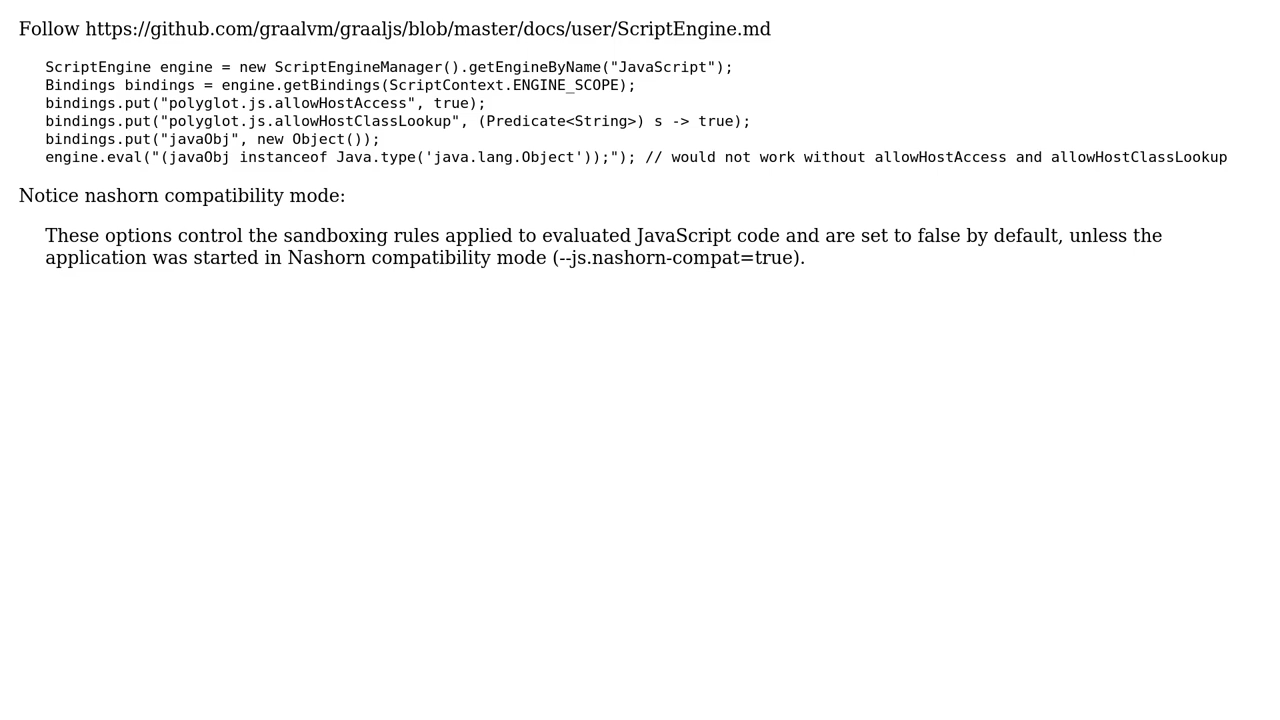 Follow https://github.com/graalvm/graaljs/blob/master/docs/user/ScriptEngine.md
ScriptEngine engine = new ScriptEngineManager().getEngineByName("JavaScript");
Bindings bindings = engine.getBindings(ScriptContext.ENGINE_SCOPE);
bindings.put("polyglot.js.allowHostAccess", true);
bindings.put("polyglot.js.allowHostClassLookup", (Predicate<String>) s -> true);
bindings.put("javaObj", new Object());
engine.eval("(javaObj instanceof Java.type('java.lang.Object'));"); // would not work without allowHostAccess and allowHostClassLookup
Notice nashorn compatibility mode:
These options control the sandboxing rules applied to evaluated JavaScript code and are set to false by default, unless the
application was started in Nashorn compatibility mode (--js.nashorn-compat=true).